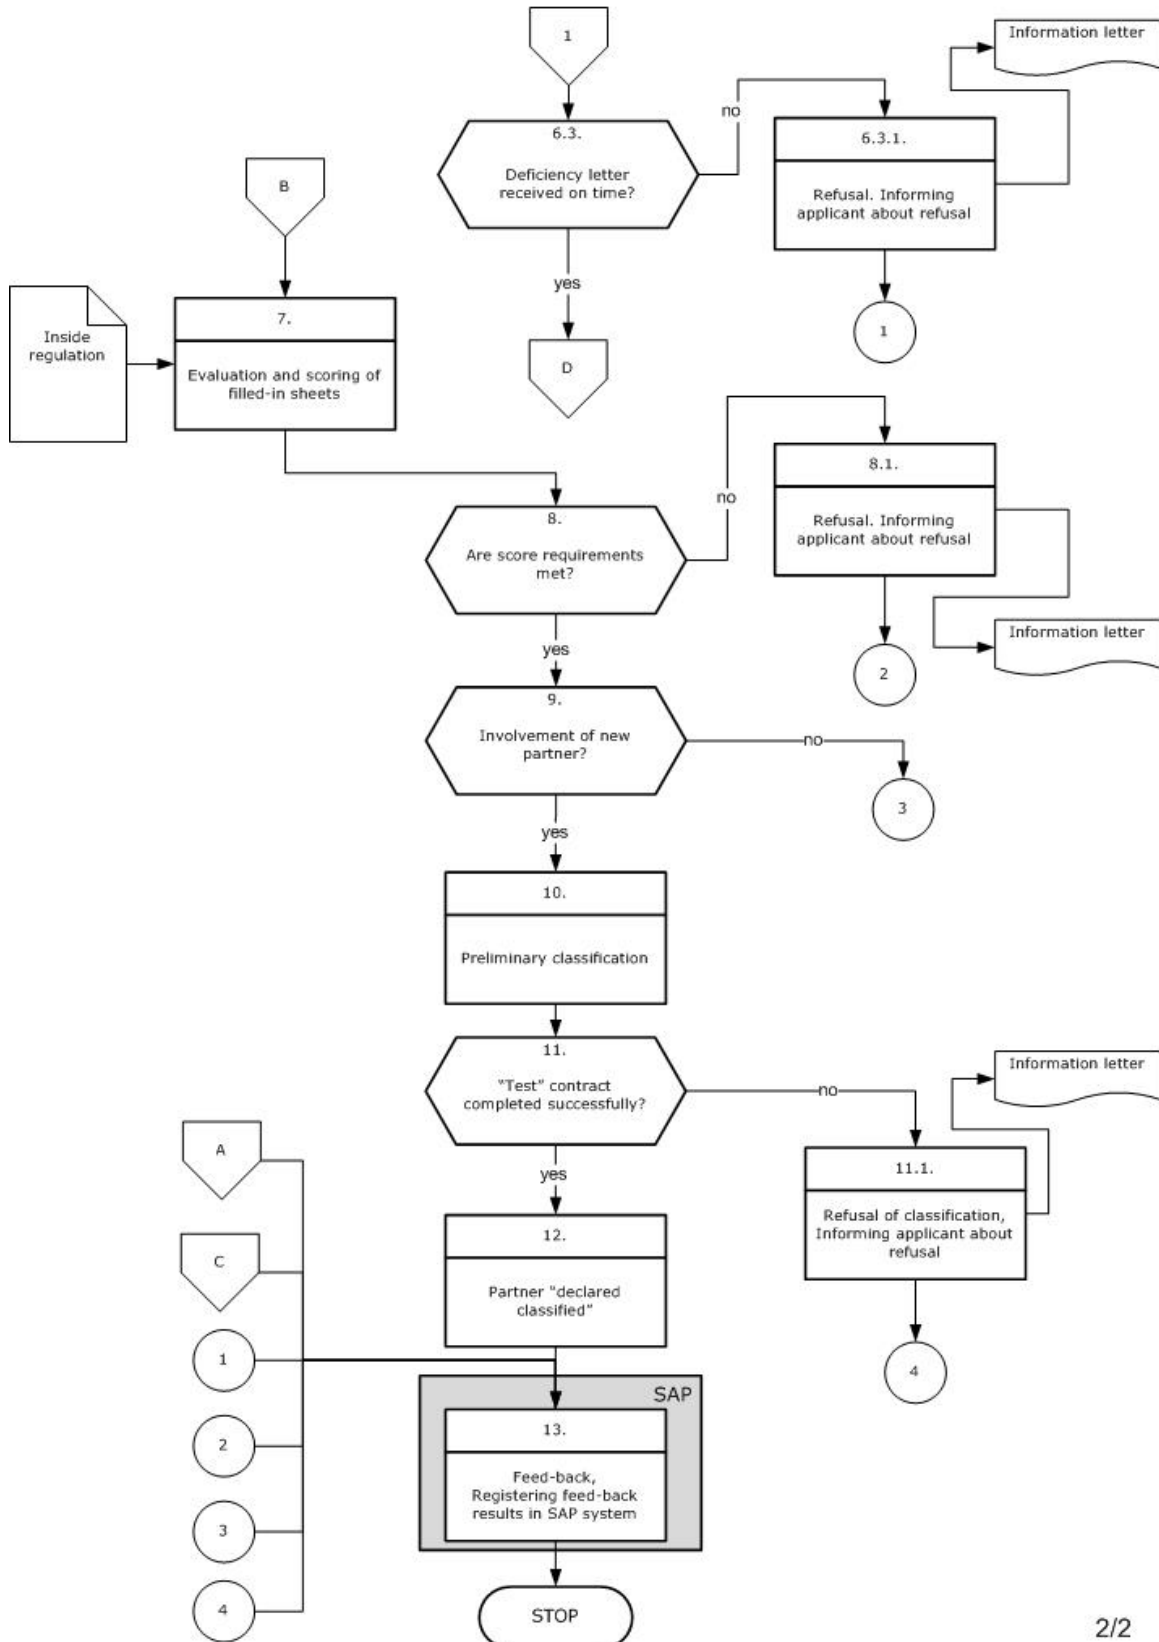 1
Information letter
no
6.3.
Deficiency letter
received on time?
6.3.1.
Refusal. Informing
applicant about refusal
B
yes
1
7.
Inside
regulation
Evaluation and scoring of
filled-in sheets
D
8.1.
no
Refusal. Informing
applicant about refusal
8.
Are score requirements
met?
Information letter
yes
2
9.
Involvement of new
partner?
no
3
yes
10.
Preliminary classification
11.
"Test" contract
completed successfully?
Information letter
no
A
yes
11.1.
Refusal of classification,
Informing applicant about
refusal
12.
C
Partner "declared
classified"
1
4
SAP
13.
2
Feed-back,
Registering feed-back
results in SAP system
3
4
STOP
2/2